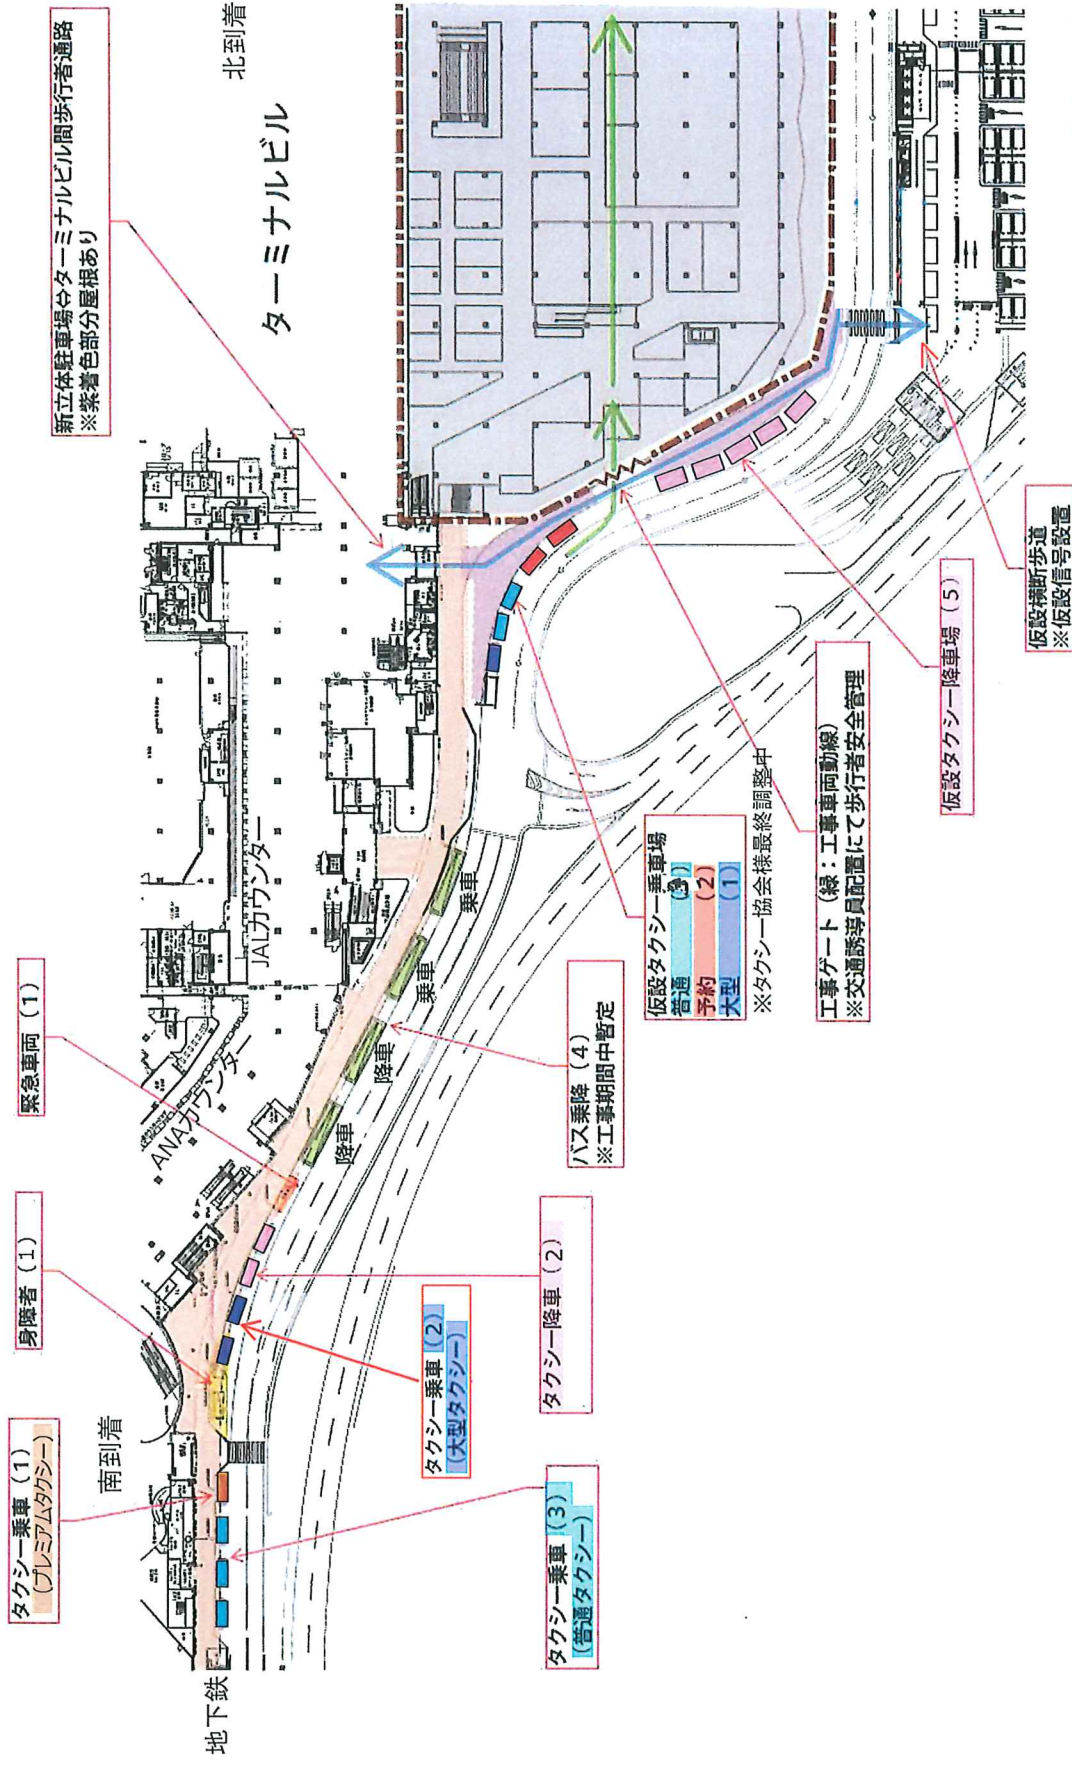 タクシー乗車（1）
（プレミアムタクシー）
身障者（1）
緊急車両（1）
新立体駐車場⇔ターミナルビル間歩行者通路
※紫着色部分屋根あり
北到着
南到着
ANAカウンター
JALカウンター
ターミナルビル
地下鉄
降車
降車
乗車
乗車
タクシー乗車（3）
（普通タクシー）
タクシー乗車（2）
（大型タクシー）
タクシー降車（2）
バス乗降（4）
※工事期間中暫定
仮設タクシー乗車場
普通
予約（2）
大型（1）
※タクシー協会様最終調整中
工事ゲート（緑：工事車両動線）
※交通誘導員配置にて歩行者安全管理
仮設タクシー降車場（5）
仮設横断歩道
※仮設信号設置